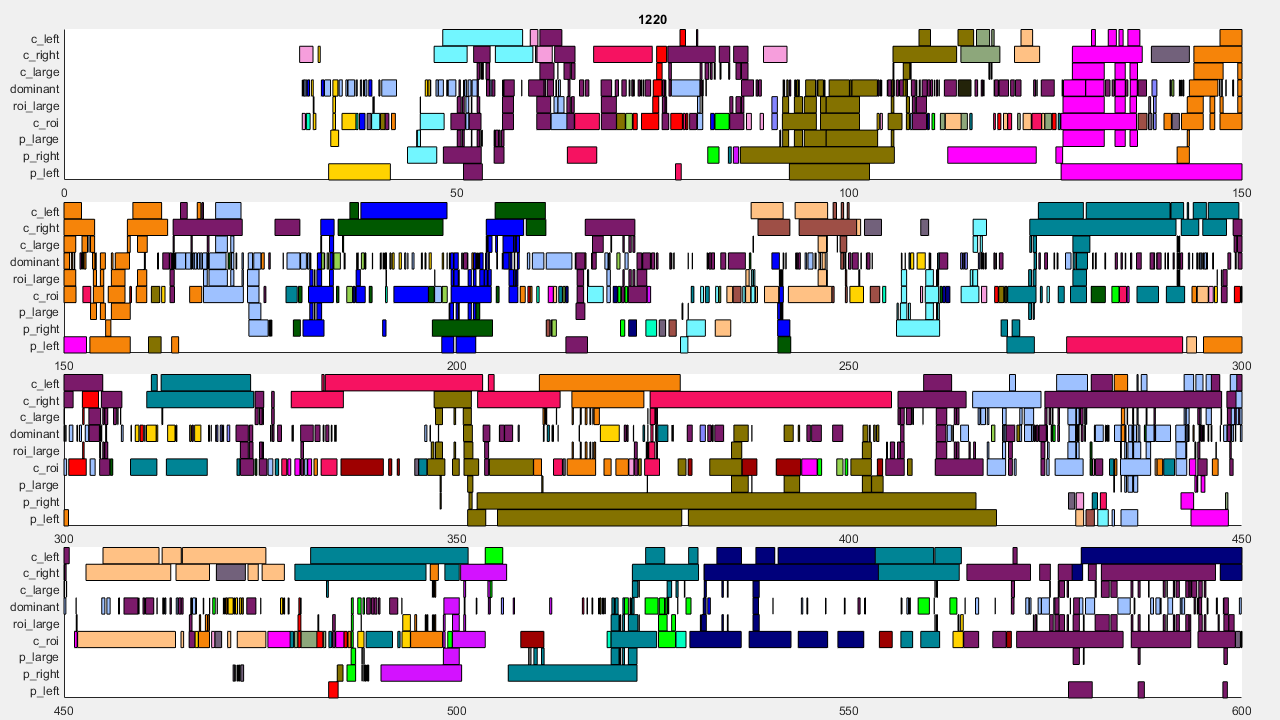 1220
c_left
c_right
c_large
dominant
roi_large
c_roi
p_large
p_right
p_left
0 50 100 150
c_left
c_right
c_large
dominant
roi_large
c_roi
p_large
p_right
p_left
150 200 250 300
c_left
c_right
c_large
dominant
roi_large
c_roi
p_large
p_right
p_left
300 350 400 450
c_left
c_right
c_large
dominant
roi_large
c_roi
p_large
p_right
p_left
450 500 550 600